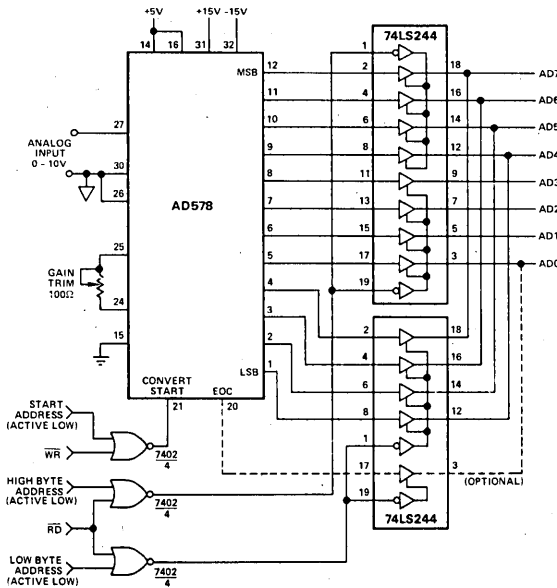 +5V
+15V -15V
14 16 31 32
74LS244
1
12 MSB 2 18 AD7
11 4 16 AD6
10 6 14 AD5
27
ANALOG
INPUT
0 - 10V
9 8 12 AD4
30
8 11 9 AD3
26
AD578
7 13 7 AD2
6 15 5 AD1
25
5 17 3 AD0
GAIN
TRIM
100Ω
4 19
24
3 2 18
15
2 4 16
LSB 1 6 14
CONVERT
START
EOC
8 12
21 20
1
START
ADDRESS
(ACTIVE LOW)
WR
7402
4
17 3
(OPTIONAL)
HIGH BYTE
ADDRESS
(ACTIVE LOW)
7402
4
19
74LS244
RD
LOW BYTE
ADDRESS
(ACTIVE LOW)
7402
4